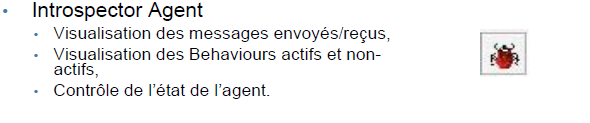 • Introspector Agent
• Visualisation des messages envoyés/reçus,
• Visualisation des Behaviours actifs et non-
actifs,
• Contrôle de l'état de l'agent.